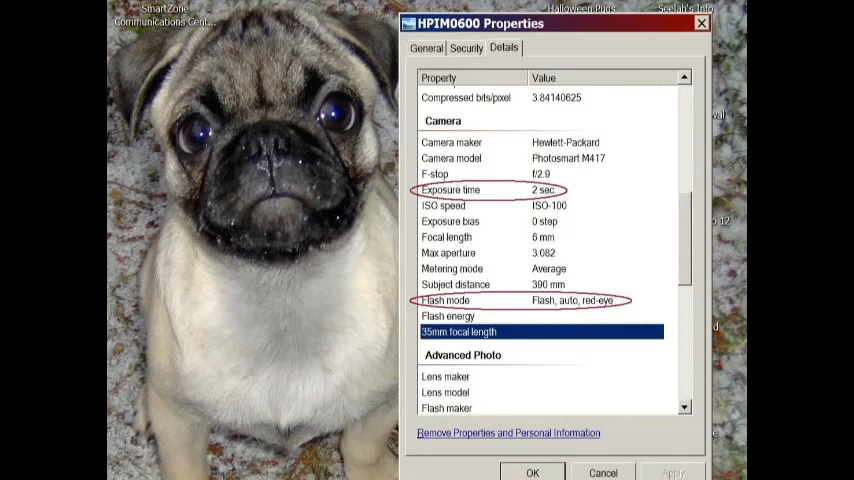 SmartZone
Communications Cent...
Halloween Pugs
Seelah's Info
HPIM0600 Properties
General
Security
Details
Property Value
Compressed bits/pixel 3.84140625
Camera
Camera maker Hewlett-Packard
Camera model Photosmart M417
F-stop f/2.9
Exposure time 2 sec.
ISO speed ISO-100
Exposure bias 0 step
Focal length 6 mm
Max aperture 3.082
Metering mode Average
Subject distance 390 mm
Flash mode Flash, auto, red-eye
Flash energy
35mm focal length
Advanced Photo
Lens maker
Lens model
Flash maker
Remove Properties and Personal Information
OK
Cancel
Apply